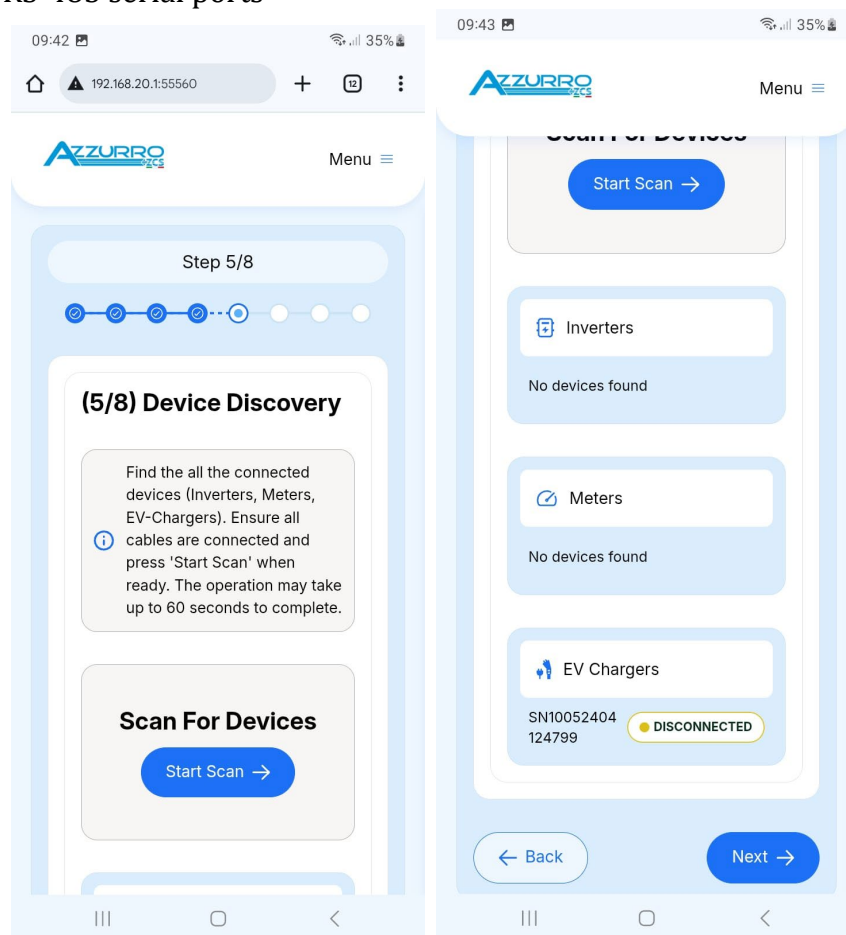 RS-485 serial ports
09:42
35%
192.168.20.1:55560
12
AZZURRO
ZCS
Menu
Step 5/8
(5/8) Device Discovery
Find the all the connected
devices (Inverters, Meters,
EV-Chargers). Ensure all
cables are connected and
press 'Start Scan' when
ready. The operation may take
up to 60 seconds to complete.
Scan For Devices
Start Scan →
09:43
35%
AZZURRO
ZCS
Menu
Scan For Devices
Start Scan →
Inverters
No devices found
Meters
No devices found
EV Chargers
SN10052404
124799
DISCONNECTED
← Back
Next →